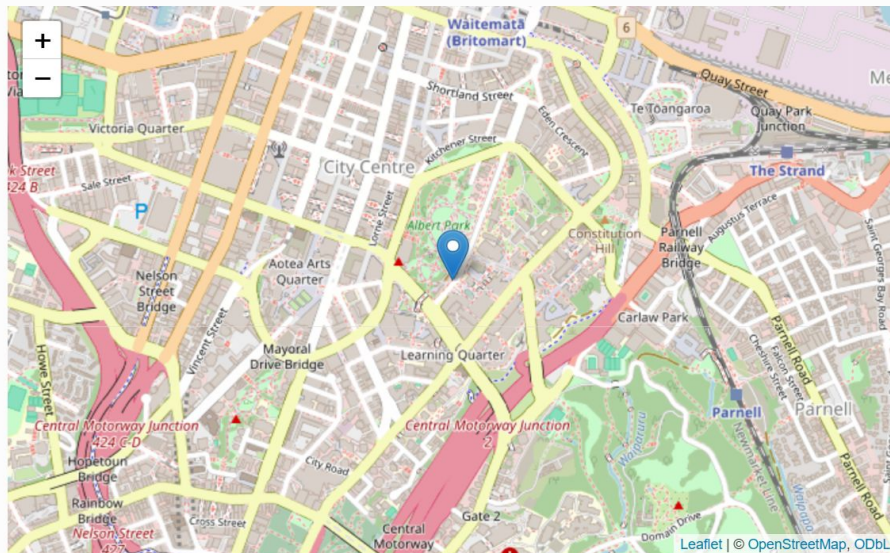 +
−
Waitematā
(Britomart)
6
Quay Street
Shortland Street
Te Tōangaroa
Quay Park
Junction
Eden Crescent
Victoria Quarter
Kitchener Street
City Centre
The Strand
Sale Street
424 B
P
Lorne Street
Albert Park
Constitution
Hill
Augustus Terrace
Parnell
Railway
Bridge
Saint Georges Bay Road
Aotea Arts
Quarter
Nelson
Street
Bridge
Vincent Street
Carlaw Park
Parnell Road
Falcon Street
Cheshire Street
Howe Street
Mayoral
Drive Bridge
Learning Quarter
Parnell
Parnell
Central Motorway Junction
424 C-D
Central Motorway Junction
2
Waiparuru
Newmarket Line
Parnell Road
Hopetoun
Bridge
City Road
Rainbow
Bridge
Cross Street
Gate 2
Domain Drive
Nelson Street
427
Central
Motorway
Leaflet | © OpenStreetMap, ODbL